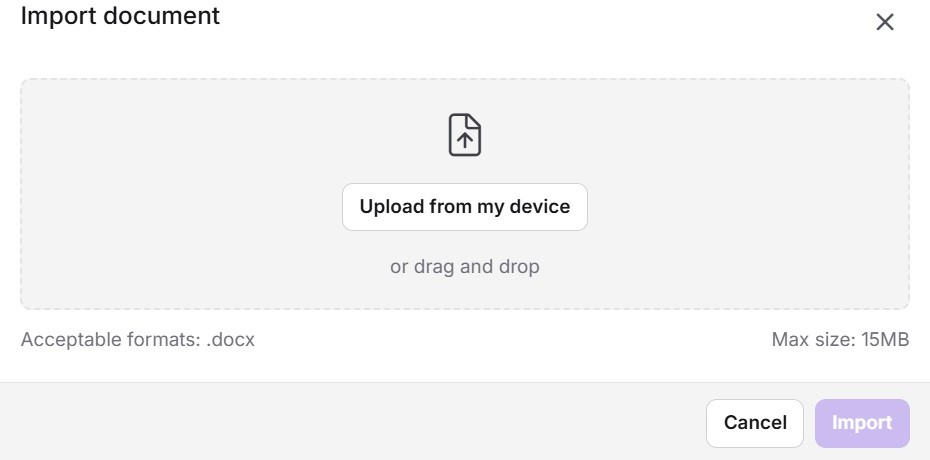 Import document
Upload from my device
or drag and drop
Acceptable formats: .docx
Max size: 15MB
Cancel
Import